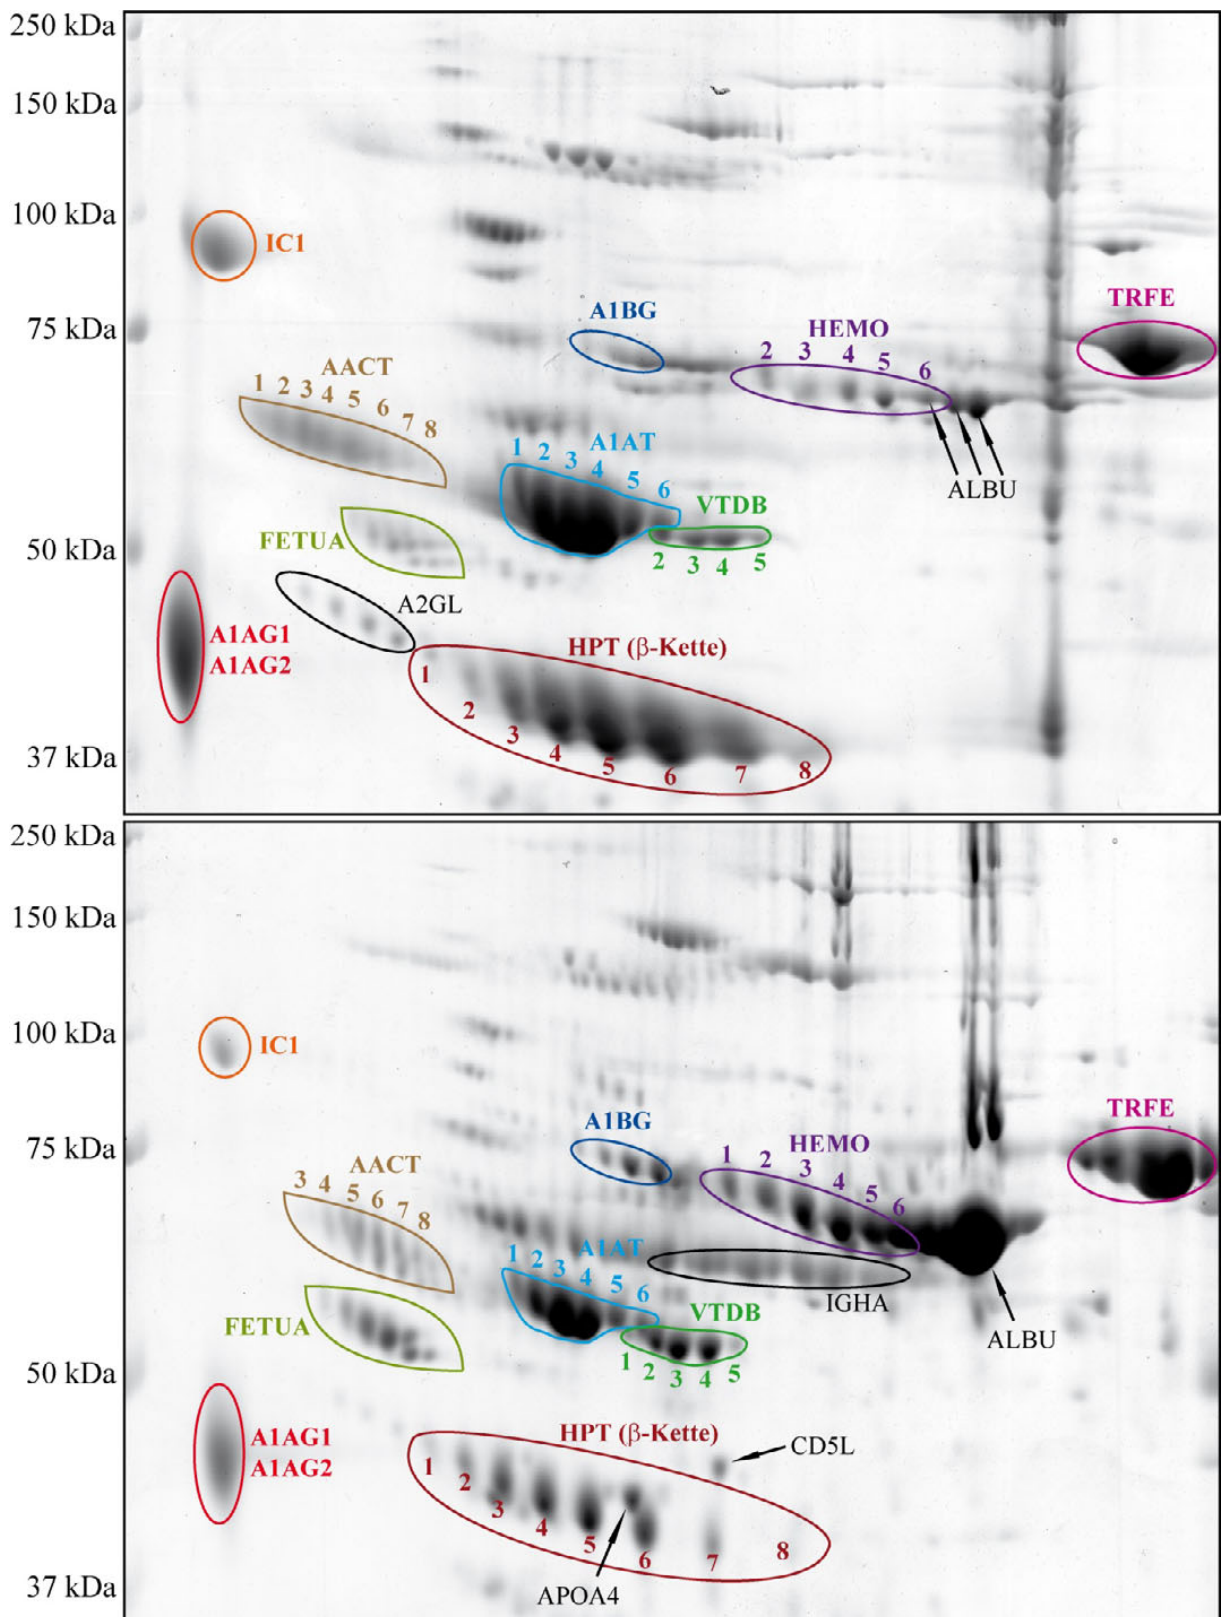 250 kDa
150 kDa
100 kDa
IC1
A1BG
TRFE
75 kDa
HEMO
2 3 4 5 6
AACT
1 2 3 4 5 6 7 8
A1AT
1 2 3 4 5 6
ALBU
VTDB
FETUA
50 kDa
2 3 4 5
A2GL
A1AG1
A1AG2
HPT (β-Kette)
1 2 3 4 5 6 7 8
37 kDa
250 kDa
150 kDa
100 kDa
IC1
A1BG
TRFE
75 kDa
HEMO
1 2 3 4 5 6
AACT
3 4 5 6 7 8
A1AT
1 2 3 4 5 6
IGHA
VTDB
FETUA
ALBU
1 2 3 4 5
50 kDa
HPT (β-Kette)
A1AG1
CD5L
A1AG2
1 2 3 4 5 6 7 8
APOA4
37 kDa